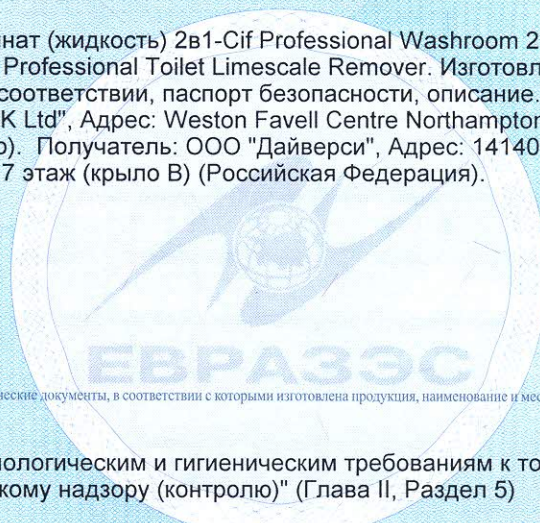 нат (жидкость) 2в1-Cif Professional Washroom 2
Professional Toilet Limescale Remover. Изготовл
соответствии, паспорт безопасности, описание.
K Ltd", Адрес: Weston Favell Centre Northampton
о). Получатель: ООО "Дайверси", Адрес: 14140
7 этаж (крыло В) (Российская Федерация).
ЕВРАЗЭС
еские документы, в соответствии с которыми изготовлена продукция, наименование и мес
ологическим и гигиеническим требованиям к то
кому надзору (контролю)" (Глава II, Раздел 5)